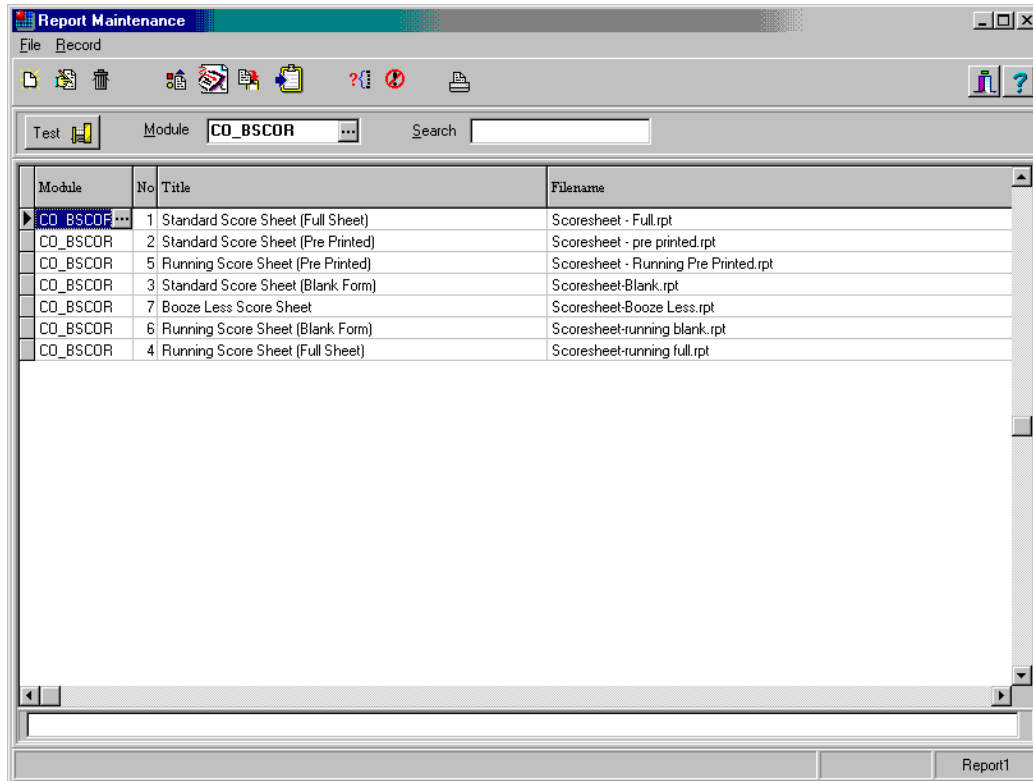 Report Maintenance
File Record
?{} ?
Test Module CO_BSCOR ... Search
Module No Title Filename
CO_BSCOR ... 1 Standard Score Sheet (Full Sheet) Scoresheet - Full.rpt
CO_BSCOR 2 Standard Score Sheet (Pre Printed) Scoresheet - pre printed.rpt
CO_BSCOR 5 Running Score Sheet (Pre Printed) Scoresheet - Running Pre Printed.rpt
CO_BSCOR 3 Standard Score Sheet (Blank Form) Scoresheet-Blank.rpt
CO_BSCOR 7 Booze Less Score Sheet Scoresheet-Booze Less.rpt
CO_BSCOR 6 Running Score Sheet (Blank Form) Scoresheet-running blank.rpt
CO_BSCOR 4 Running Score Sheet (Full Sheet) Scoresheet-running full.rpt
Report1